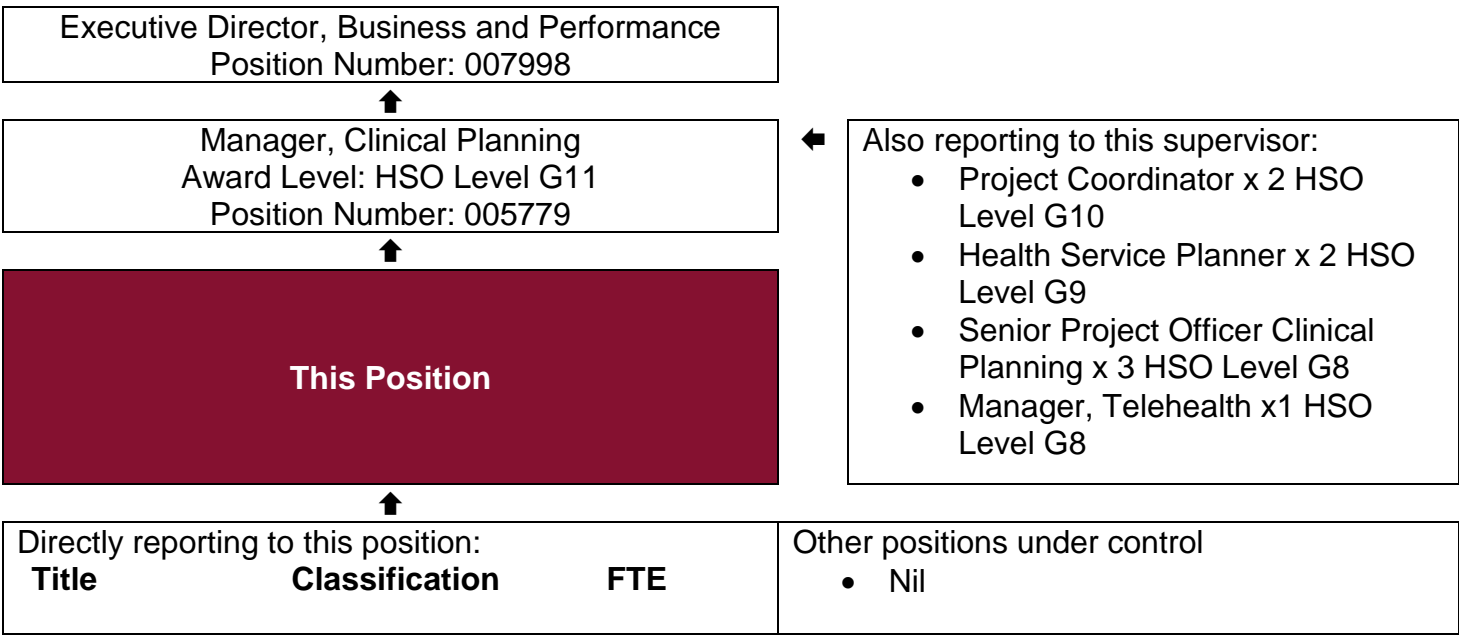 Executive Director, Business and Performance
Position Number: 007998
Manager, Clinical Planning
Award Level: HSO Level G11
Position Number: 005779
Also reporting to this supervisor:
• Project Coordinator x 2 HSO
Level G10
• Health Service Planner x 2 HSO
Level G9
• Senior Project Officer Clinical
Planning x 3 HSO Level G8
• Manager, Telehealth x1 HSO
Level G8
This Position
Directly reporting to this position:
Title Classification FTE
Other positions under control
• Nil